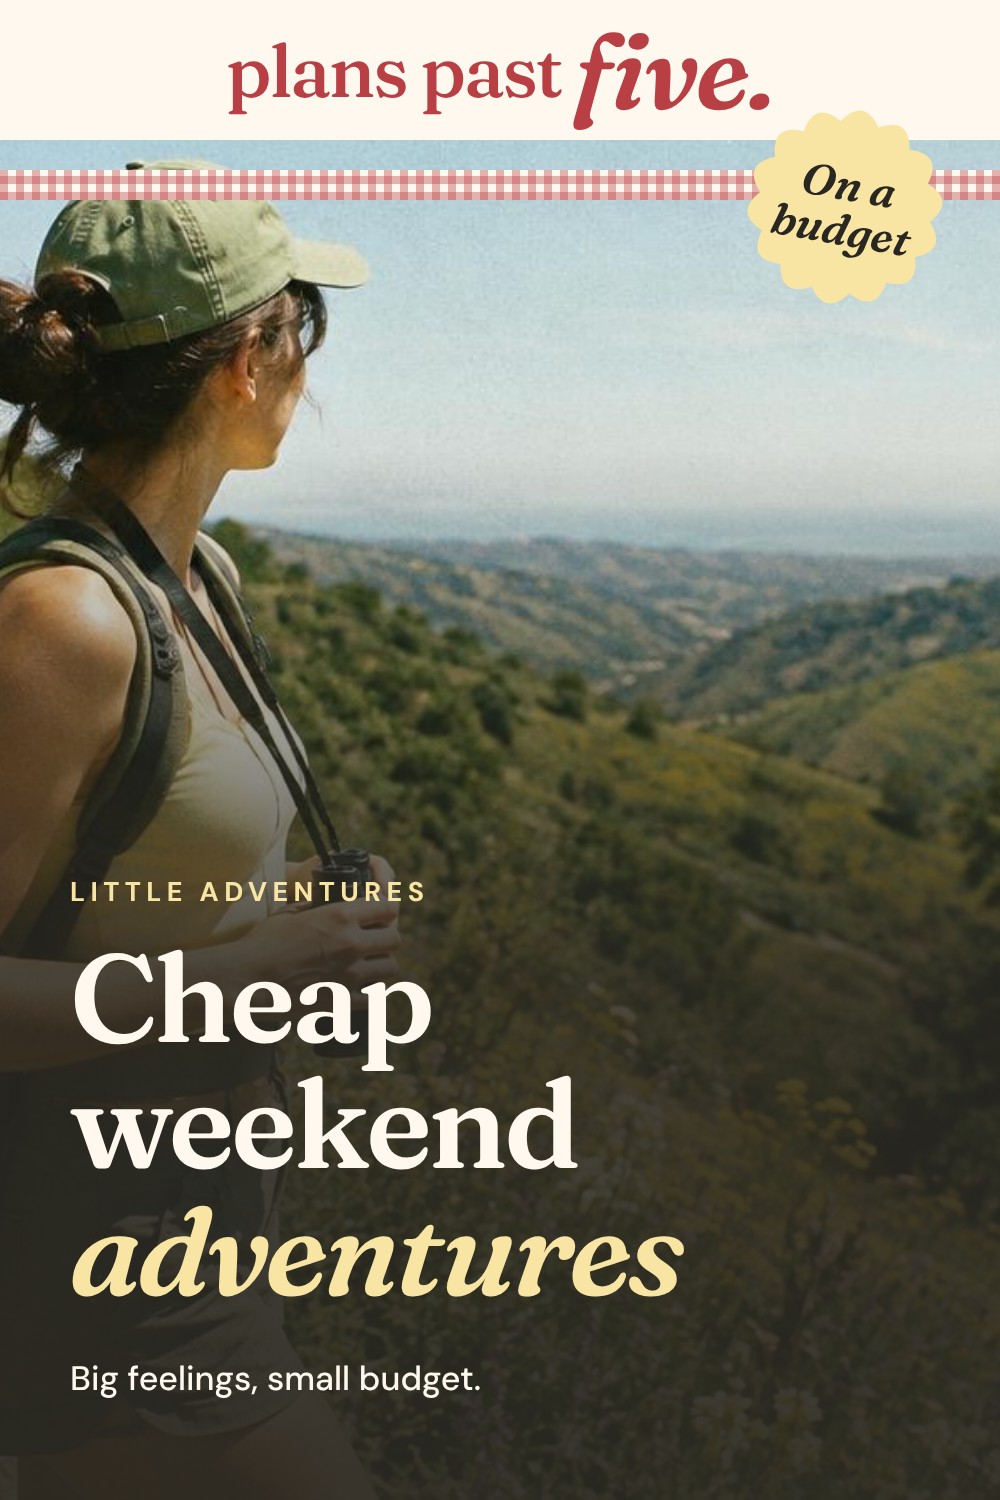 plans past five.
On a
budget
LITTLE ADVENTURES
Cheap
weekend
adventures
Big feelings, small budget.